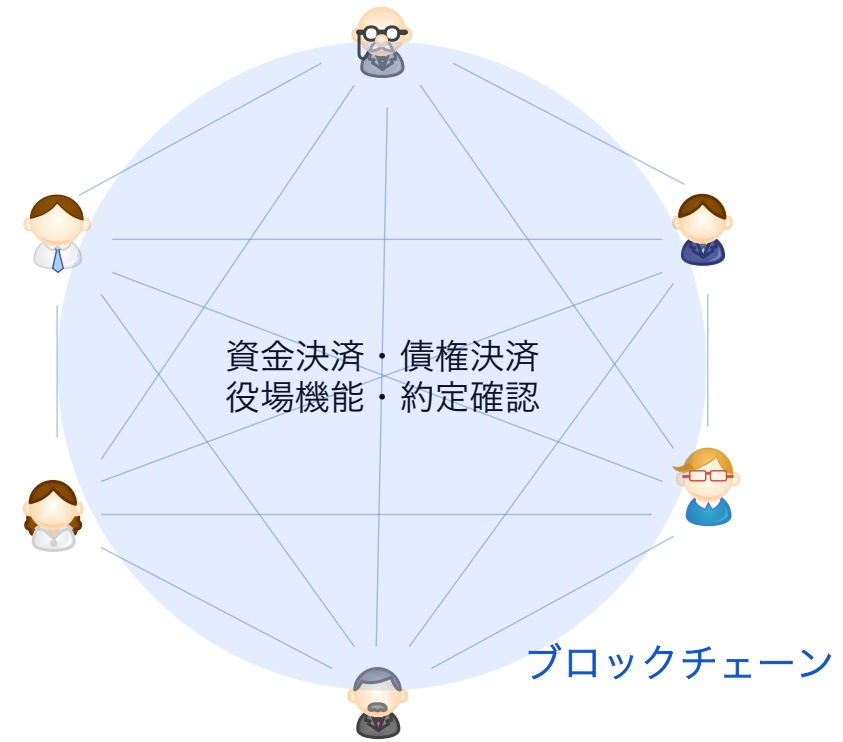 資金決済・債権決済
役場機能・約定確認
ブロックチェーン